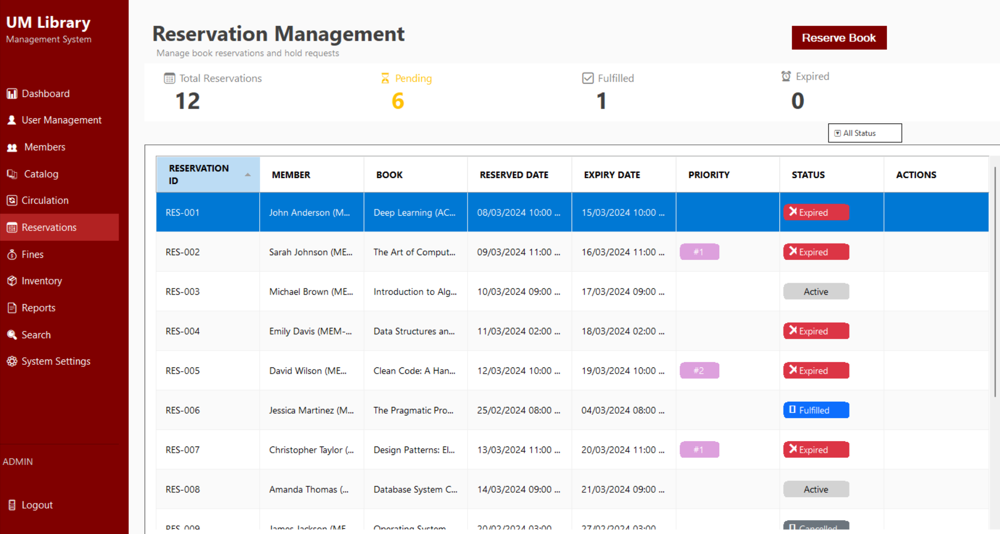 UM Library
Management System
Dashboard
User Management
Members
Catalog
Circulation
Reservations
Fines
Inventory
Reports
Search
System Settings
ADMIN
Logout
Reservation Management
Manage book reservations and hold requests
Reserve Book
Total Reservations
12
Pending
6
Fulfilled
1
Expired
0
All Status
RESERVATION ID MEMBER BOOK RESERVED DATE EXPIRY DATE PRIORITY STATUS ACTIONS
RES-001 John Anderson (M... Deep Learning (AC... 08/03/2024 10:00 ... 15/03/2024 10:00 ... Expired
RES-002 Sarah Johnson (ME... The Art of Comput... 09/03/2024 11:00 ... 16/03/2024 11:00 ... #1 Expired
RES-003 Michael Brown (ME... Introduction to Alg... 10/03/2024 09:00 ... 17/03/2024 09:00 ... Active
RES-004 Emily Davis (MEM-... Data Structures an... 11/03/2024 02:00 ... 18/03/2024 02:00 ... Expired
RES-005 David Wilson (ME... Clean Code: A Han... 12/03/2024 10:00 ... 19/03/2024 10:00 ... #2 Expired
RES-006 Jessica Martinez (M... The Pragmatic Pro... 25/02/2024 08:00 ... 04/03/2024 08:00 ... Fulfilled
RES-007 Christopher Taylor (... Design Patterns: El... 13/03/2024 11:00 ... 20/03/2024 11:00 ... #1 Expired
RES-008 Amanda Thomas (... Database System C... 14/03/2024 09:00 ... 21/03/2024 09:00 ... Active
RES-009 James Jackson (ME... Operating System... 20/02/2024 03:00 ... 27/02/2024 03:00 ... Cancelled